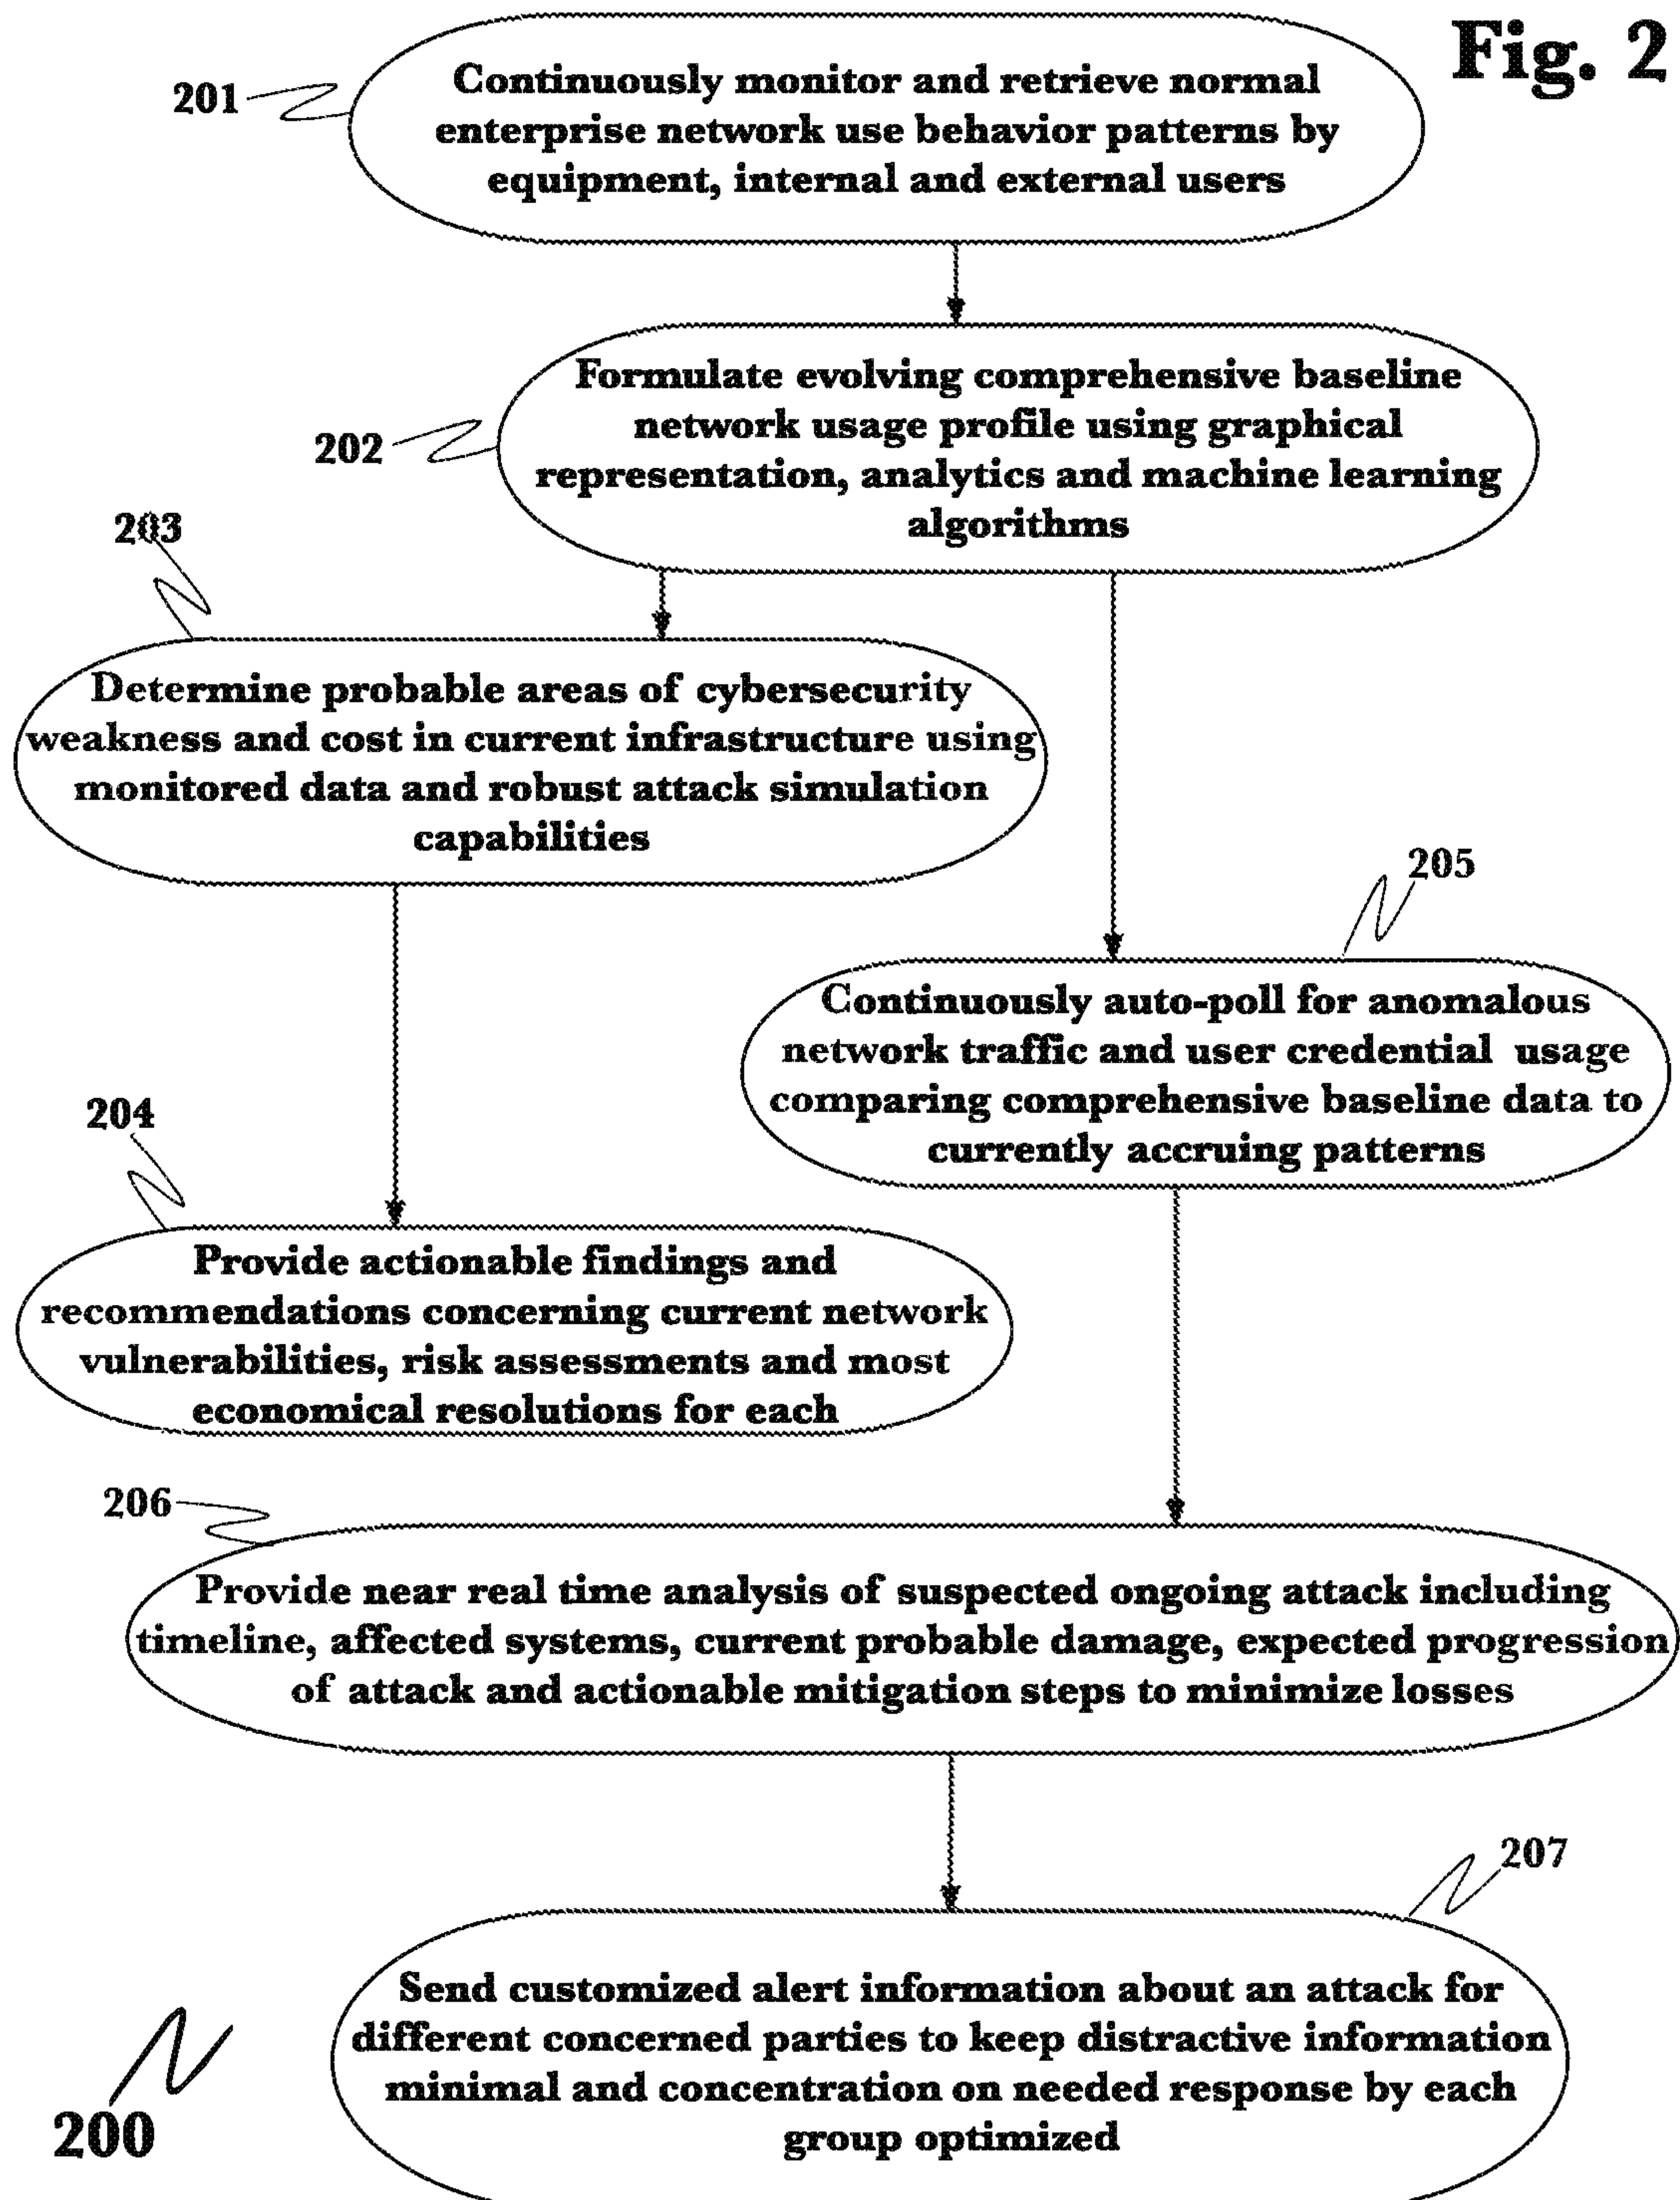 Fig. 2
201
Continuously monitor and retrieve normal
enterprise network use behavior patterns by
equipment, internal and external users
202
Formulate evolving comprehensive baseline
network usage profile using graphical
representation, analytics and machine learning
algorithms
203
Determine probable areas of cybersecurity
weakness and cost in current infrastructure using
monitored data and robust attack simulation
capabilities
205
Continuously auto-poll for anomalous
network traffic and user credential usage
comparing comprehensive baseline data to
currently accruing patterns
204
Provide actionable findings and
recommendations concerning current network
vulnerabilities, risk assessments and most
economical resolutions for each
206
Provide near real time analysis of suspected ongoing attack including
timeline, affected systems, current probable damage, expected progression
of attack and actionable mitigation steps to minimize losses
207
Send customized alert information about an attack for
different concerned parties to keep distractive information
minimal and concentration on needed response by each
group optimized
200